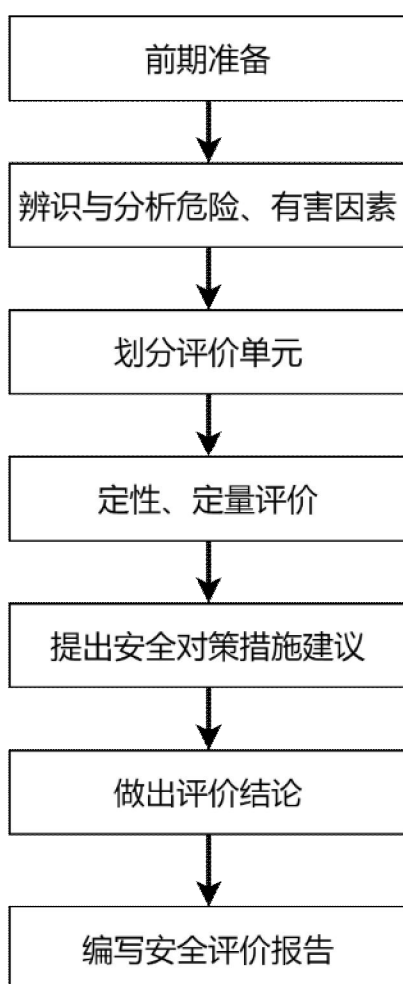 前期准备
辨识与分析危险、有害因素
划分评价单元
定性、定量评价
提出安全对策措施建议
做出评价结论
编写安全评价报告